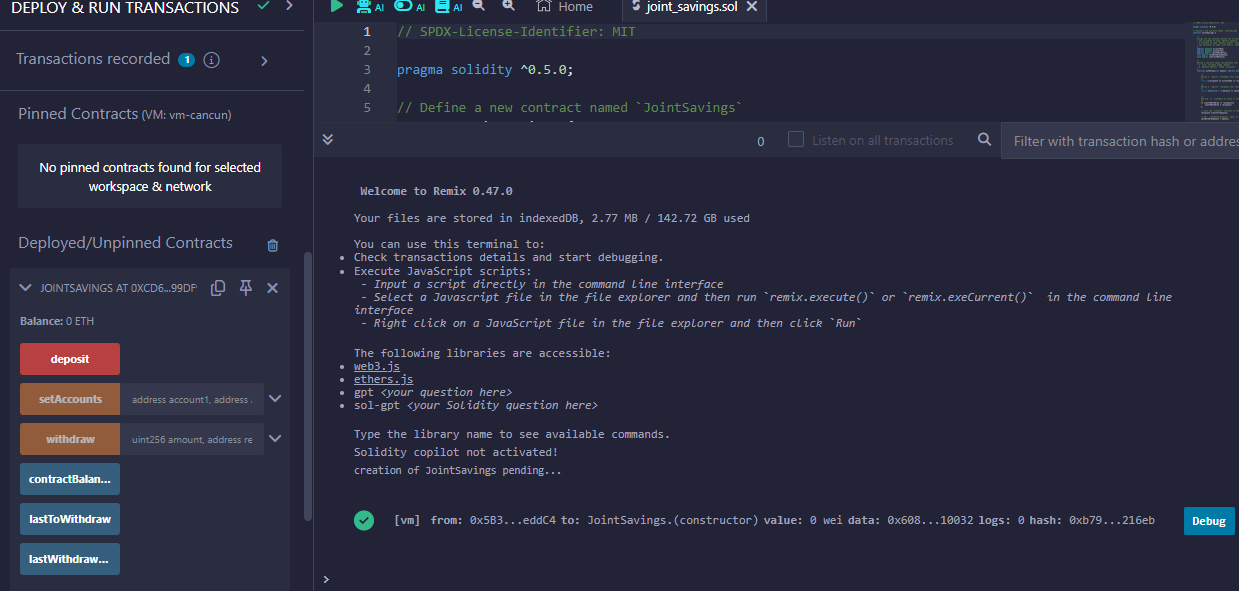 DEPLOY & RUN TRANSACTIONS
Transactions recorded 1
Pinned Contracts (VM: vm-cancun)
No pinned contracts found for selected
workspace & network
Deployed/Unpinned Contracts
JOINTSAVINGS AT 0XCD6...99DF
Balance: 0 ETH
deposit
setAccounts address account1, address
withdraw uint256 amount, address re
contractBalan...
lastToWithdraw
lastWithdraw...
AI AI AI Home joint_savings.sol
1 // SPDX-License-Identifier: MIT
2
3 pragma solidity ^0.5.0;
4
5 // Define a new contract named `JointSavings`
0 Listen on all transactions Filter with transaction hash or addre
Welcome to Remix 0.47.0
Your files are stored in indexedDB, 2.77 MB / 142.72 GB used
You can use this terminal to:
• Check transactions details and start debugging.
• Execute JavaScript scripts:
- Input a script directly in the command line interface
- Select a Javascript file in the file explorer and then run `remix.execute()` or `remix.exeCurrent()` in the command line
interface
- Right click on a JavaScript file in the file explorer and then click `Run`
The following libraries are accessible:
• web3.js
• ethers.js
• gpt <your question here>
• sol-gpt <your Solidity question here>
Type the library name to see available commands.
Solidity copilot not activated!
creation of JointSavings pending...
[vm] from: 0x5B3...eddC4 to: JointSavings.(constructor) value: 0 wei data: 0x608...10032 logs: 0 hash: 0xb79...216eb
Debug
>